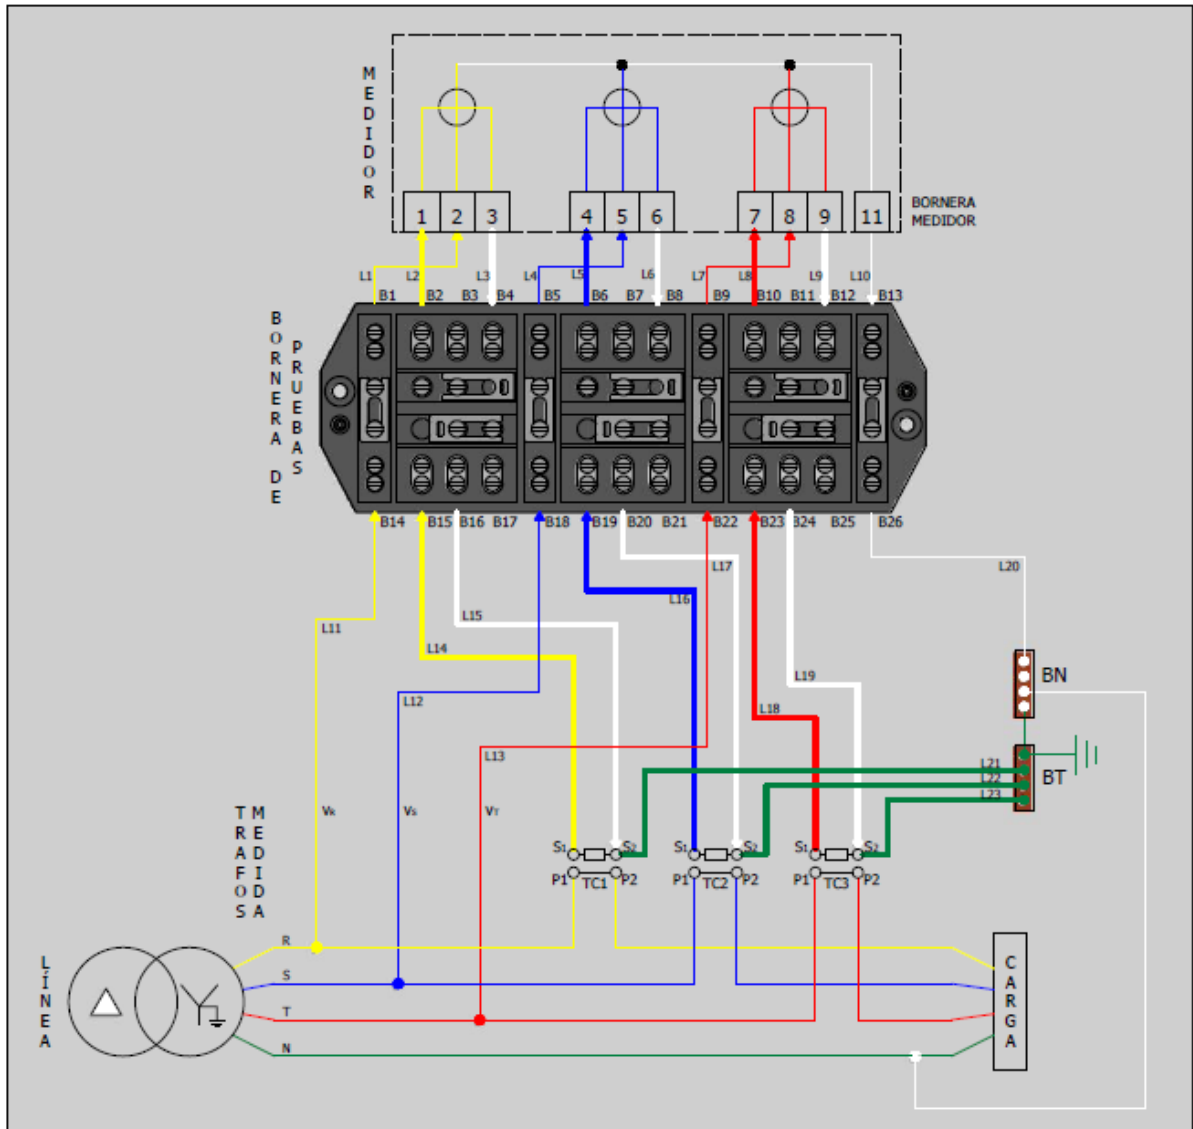 MEDIDOR
1 2 3 4 5 6 7 8 9 11
BORNERA
MEDIDOR
L1 L2 L3 L4 L5 L6 L7 L8 L9 L10
B1 B2 B3 B4 B5 B6 B7 B8 B9 B10 B11 B12 B13
BORNERA DE
PRUEBAS
B14 B15 B16 B17 B18 B19 B20 B21 B22 B23 B24 B25 B26
L17
L20
L16
L15
L11
L14
BN
L19
L12
L18
L13
L21
BT
L22
L23
TRAFOS
MEDIDA
VR VS VT
S1 S2 S1 S2 S1 S2
P1 TC1 P2 P1 TC2 P2 P1 TC3 P2
LÍNEA
R
S
T
N
CARGA